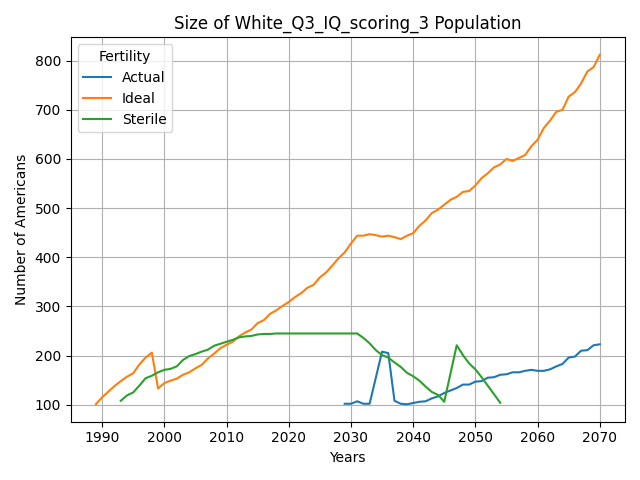 Size of White_Q3_IQ_scoring_3 Population
Fertility
Actual
Ideal
Sterile
Number of Americans
800
700
600
500
400
300
200
100
1990 2000 2010 2020 2030 2040 2050 2060 2070
Years